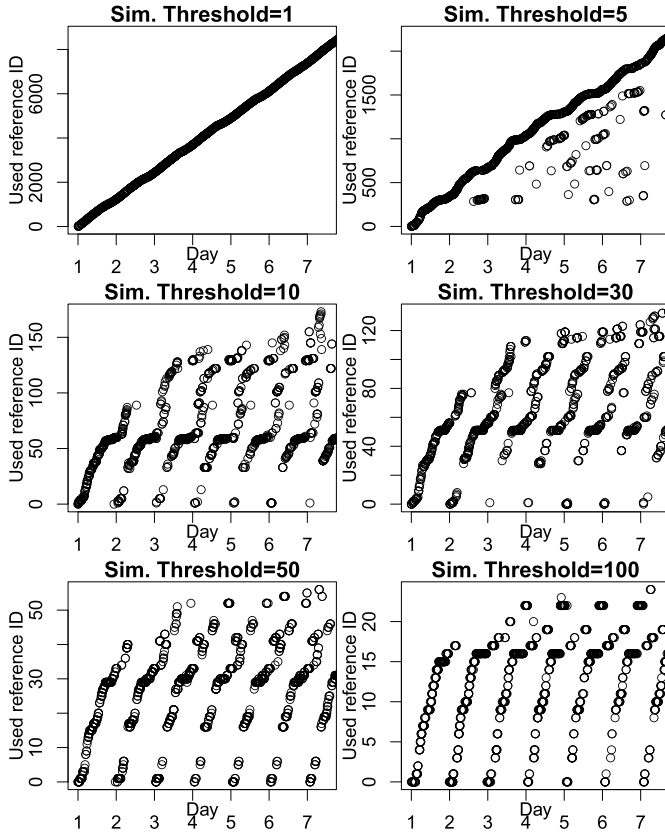 Sim. Threshold=1
Used reference ID
0 2000 6000
1 2 3 4 5 6 7
Day
Sim. Threshold=5
Used reference ID
0 500 1500
1 2 3 4 5 6 7
Day
Sim. Threshold=10
Used reference ID
0 50 100 150
1 2 3 4 5 6 7
Day
Sim. Threshold=30
Used reference ID
0 40 80 120
1 2 3 4 5 6 7
Day
Sim. Threshold=50
Used reference ID
0 10 30 50
1 2 3 4 5 6 7
Sim. Threshold=100
Used reference ID
0 5 10 15 20
1 2 3 4 5 6 7